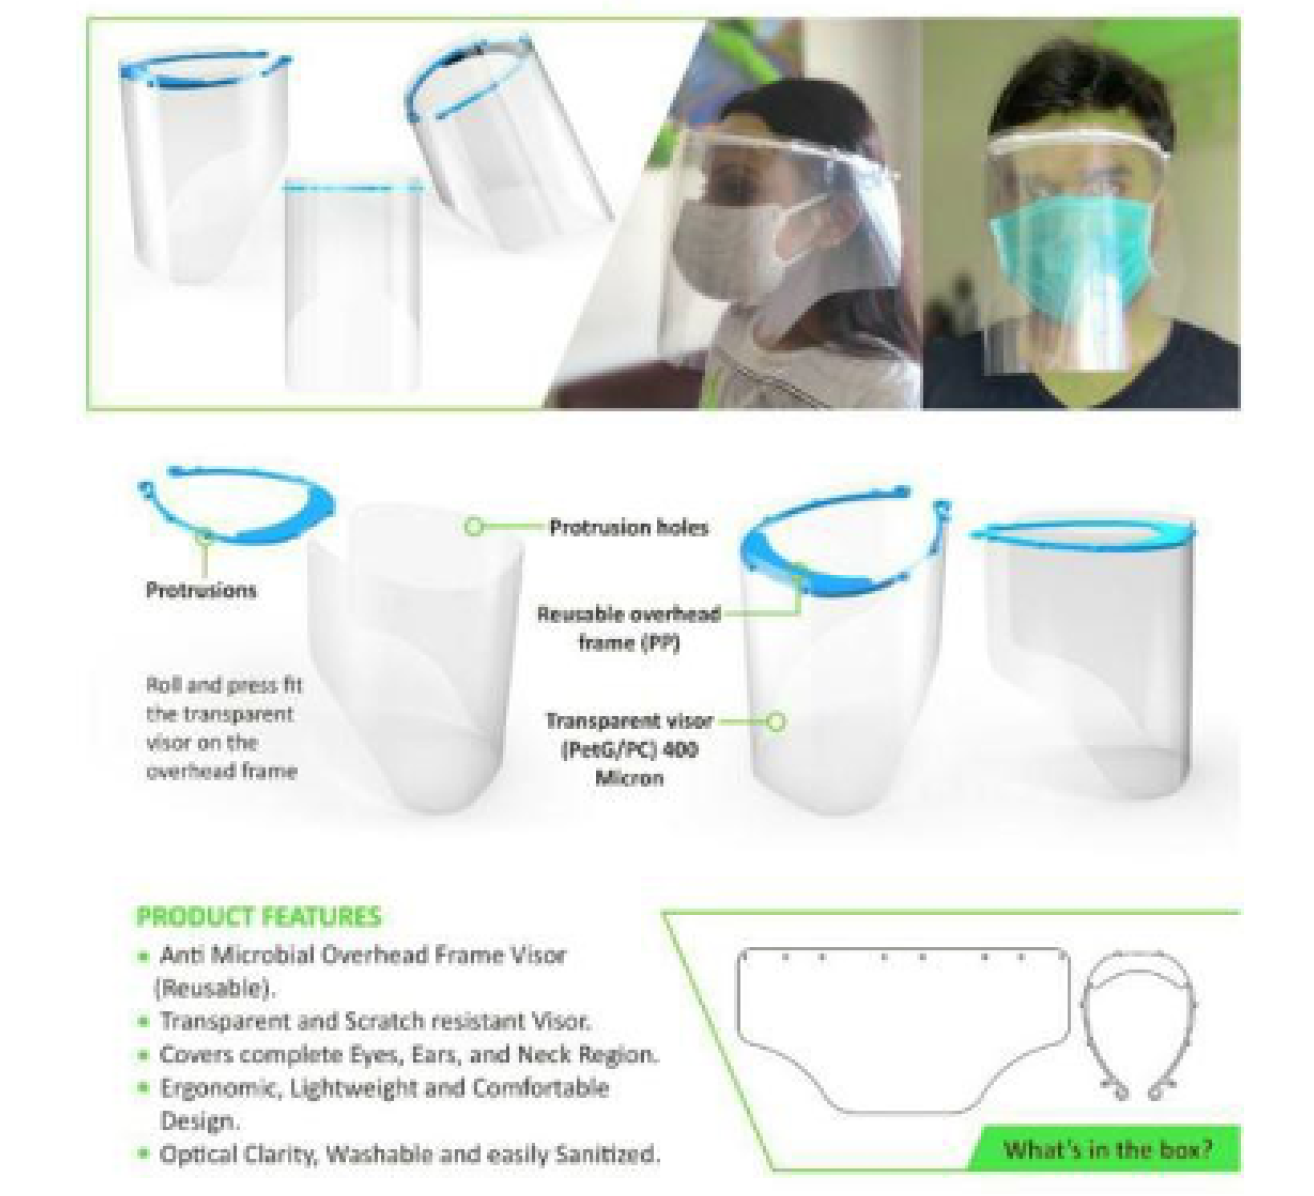 Protrusion holes
Protrusions
Reusable overhead
frame (PP)
Roll and press fit
the transparent
visor on the
overhead frame
Transparent visor
(PetG/PC) 400
Micron
PRODUCT FEATURES
• Anti Microbial Overhead Frame Visor
(Reusable).
• Transparent and Scratch resistant Visor.
• Covers complete Eyes, Ears, and Neck Region.
• Ergonomic, Lightweight and Comfortable
Design.
• Optical Clarity, Washable and easily Sanitized.
What's in the box?